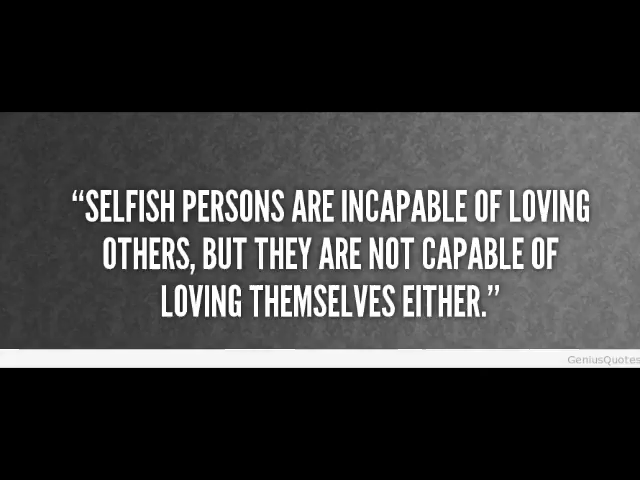 “SELFISH PERSONS ARE INCAPABLE OF LOVING
OTHERS, BUT THEY ARE NOT CAPABLE OF
LOVING THEMSELVES EITHER.”
GeniusQuotes